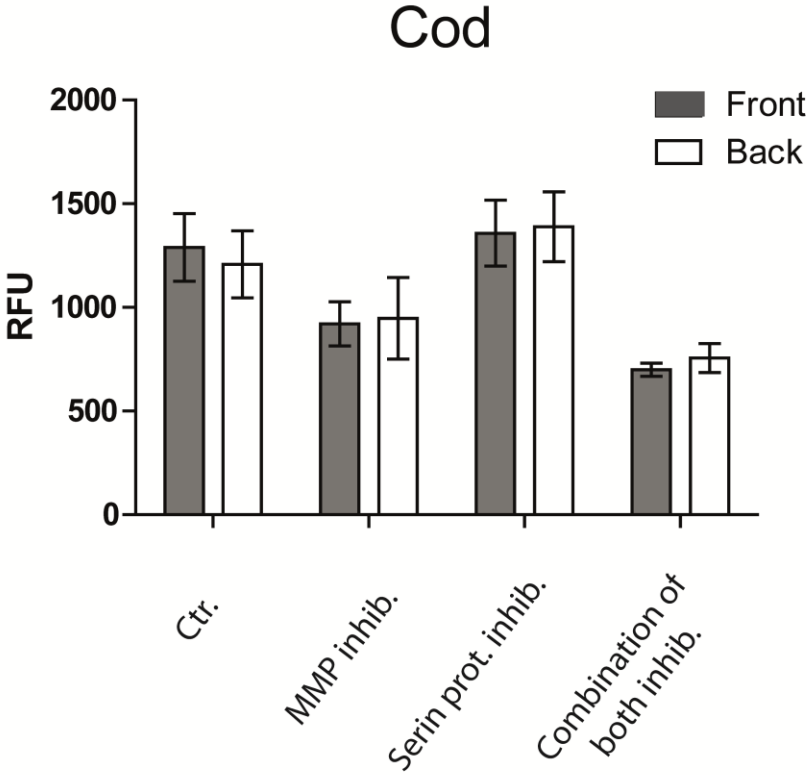 Cod
2000
1500
1000
500
0
RFU
Front
Back
Ctr.
MMP inhib.
Serin prot. inhib.
Combination of
both inhib.